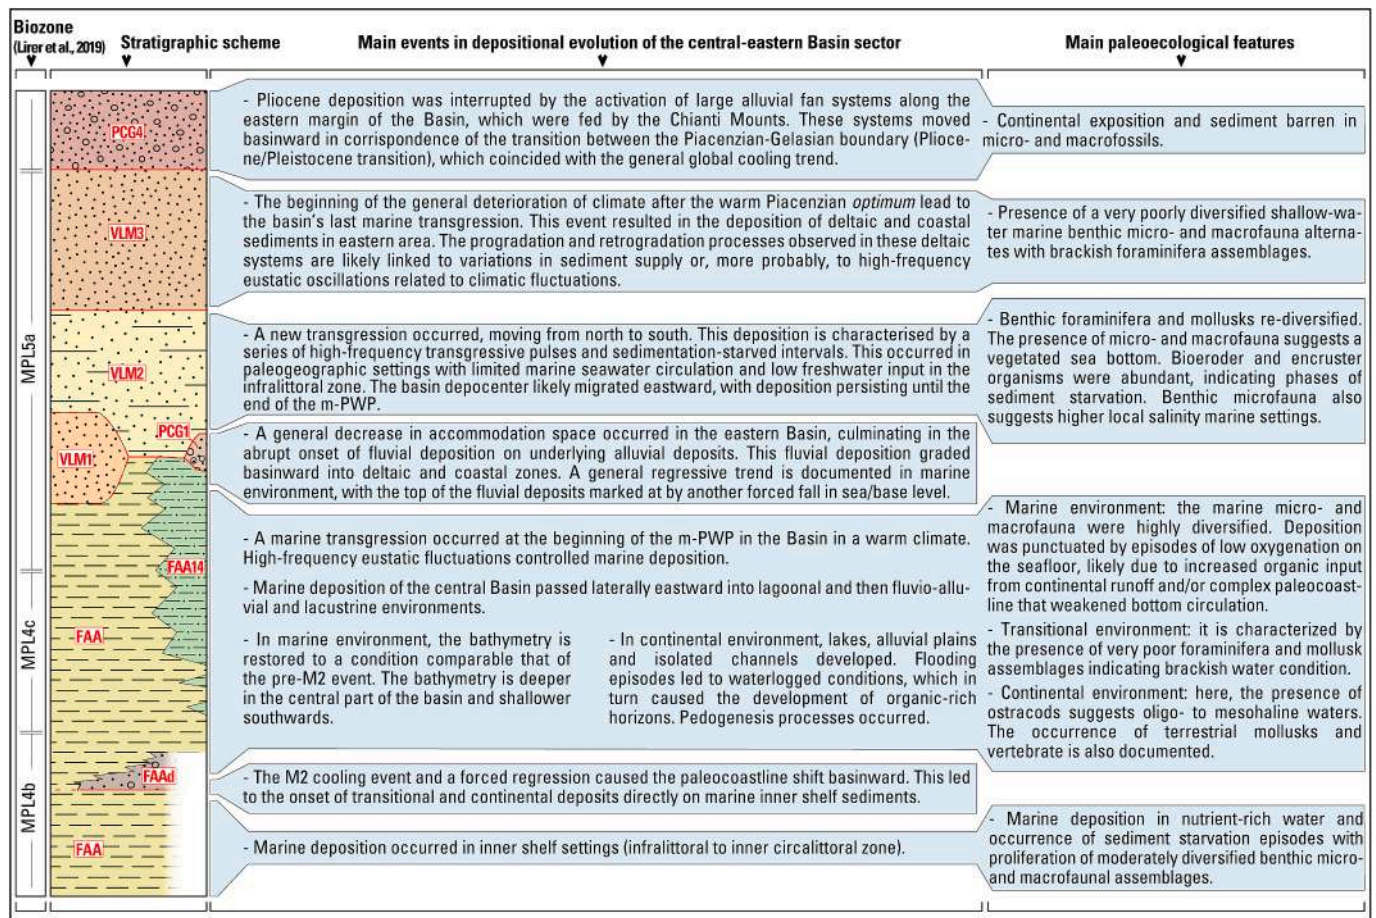 Biozone
(Lirer et al., 2019)
Stratigraphic scheme
Main events in depositional evolution of the central-eastern Basin sector
Main paleoecological features
MPL5a
MPL4c
MPL4b
PCG4
VLM3
VLM2
PCG1
VLM1
FAA14
FAA
FAAd
FAA
- Pliocene deposition was interrupted by the activation of large alluvial fan systems along the
eastern margin of the Basin, which were fed by the Chianti Mounts. These systems moved
basinward in corrispondence of the transition between the Piacenzian-Gelasian boundary (Plioce-
ne/Pleistocene transition), which coincided with the general global cooling trend.
- Continental exposition and sediment barren in
micro- and macrofossils.
- The beginning of the general deterioration of climate after the warm Piacenzian optimum lead to
the basin's last marine transgression. This event resulted in the deposition of deltaic and coastal
sediments in eastern area. The progradation and retrogradation processes observed in these deltaic
systems are likely linked to variations in sediment supply or, more probably, to high-frequency
eustatic oscillations related to climatic fluctuations.
- Presence of a very poorly diversified shallow-wa-
ter marine benthic micro- and macrofauna alterna-
tes with brackish foraminifera assemblages.
- A new transgression occurred, moving from north to south. This deposition is characterised by a
series of high-frequency transgressive pulses and sedimentation-starved intervals. This occurred in
paleogeographic settings with limited marine seawater circulation and low freshwater input in the
infralittoral zone. The basin depocenter likely migrated eastward, with deposition persisting until the
end of the m-PWP.
- Benthic foraminifera and mollusks re-diversified.
The presence of micro- and macrofauna suggests a
vegetated sea bottom. Bioeroder and encruster
organisms were abundant, indicating phases of
sediment starvation. Benthic microfauna also
suggests higher local salinity marine settings.
- A general decrease in accommodation space occurred in the eastern Basin, culminating in the
abrupt onset of fluvial deposition on underlying alluvial deposits. This fluvial deposition graded
basinward into deltaic and coastal zones. A general regressive trend is documented in marine
environment, with the top of the fluvial deposits marked at by another forced fall in sea/base level.
- A marine transgression occurred at the beginning of the m-PWP in the Basin in a warm climate.
High-frequency eustatic fluctuations controlled marine deposition.
- Marine deposition of the central Basin passed laterally eastward into lagoonal and then fluvio-allu-
vial and lacustrine environments.
- In marine environment, the bathymetry is
restored to a condition comparable that of
the pre-M2 event. The bathymetry is deeper
in the central part of the basin and shallower
southwards.
- In continental environment, lakes, alluvial plains
and isolated channels developed. Flooding
episodes led to waterlogged conditions, which in
turn caused the development of organic-rich
horizons. Pedogenesis processes occurred.
- Marine environment: the marine micro- and
macrofauna were highly diversified. Deposition
was punctuated by episodes of low oxygenation on
the seafloor, likely due to increased organic input
from continental runoff and/or complex paleocoast-
line that weakened bottom circulation.
- Transitional environment: it is characterized by
the presence of very poor foraminifera and mollusk
assemblages indicating brackish water condition.
- Continental environment: here, the presence of
ostracods suggests oligo- to mesohaline waters.
The occurrence of terrestrial mollusks and
vertebrate is also documented.
- The M2 cooling event and a forced regression caused the paleocoastline shift basinward. This led
to the onset of transitional and continental deposits directly on marine inner shelf sediments.
- Marine deposition occurred in inner shelf settings (infralittoral to inner circalittoral zone).
- Marine deposition in nutrient-rich water and
occurrence of sediment starvation episodes with
proliferation of moderately diversified benthic micro-
and macrofaunal assemblages.